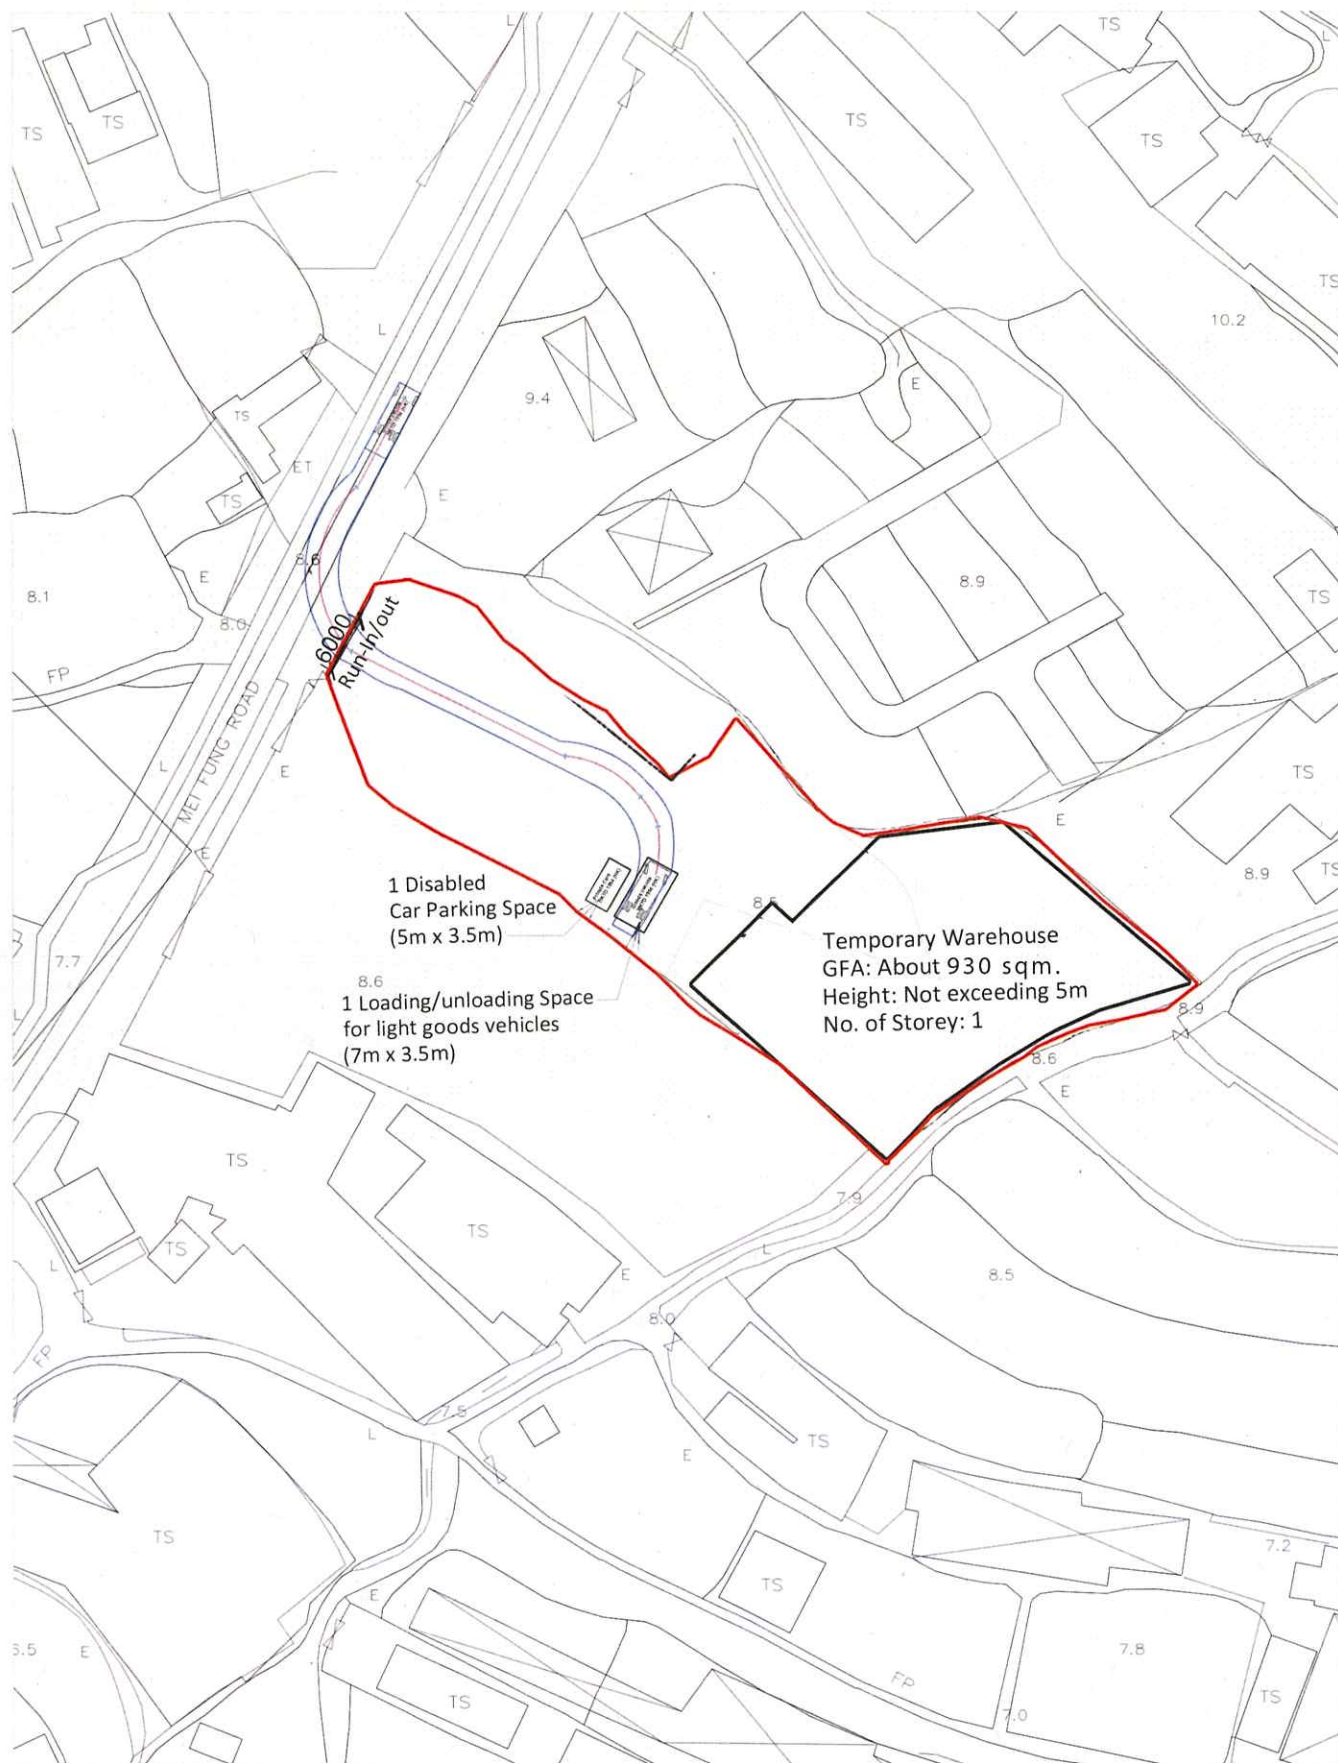 L
TS
TS
TS
TS
TS
TS
10.2
L
E
9.4
TS
ET
E
TS
8.6
8.9
E
8.1
TS
8.0
6000
Run-In/out
FP
MEI FUNG ROAD
L
E
TS
E
E
8.9
TS
1 Disabled
Car Parking Space
(5m x 3.5m)
8.5
Temporary Warehouse
GFA: About 930 sqm.
Height: Not exceeding 5m
No. of Storey: 1
7.7
8.6
1 Loading/unloading Space
for light goods vehicles
(7m x 3.5m)
L
8.9
8.6
E
TS
7.9
TS
TS
L
L
E
8.5
8.0
FP
7.5
L
TS
E
TS
7.2
TS
E
6.5
E
7.8
FP
TS
TS
7.0